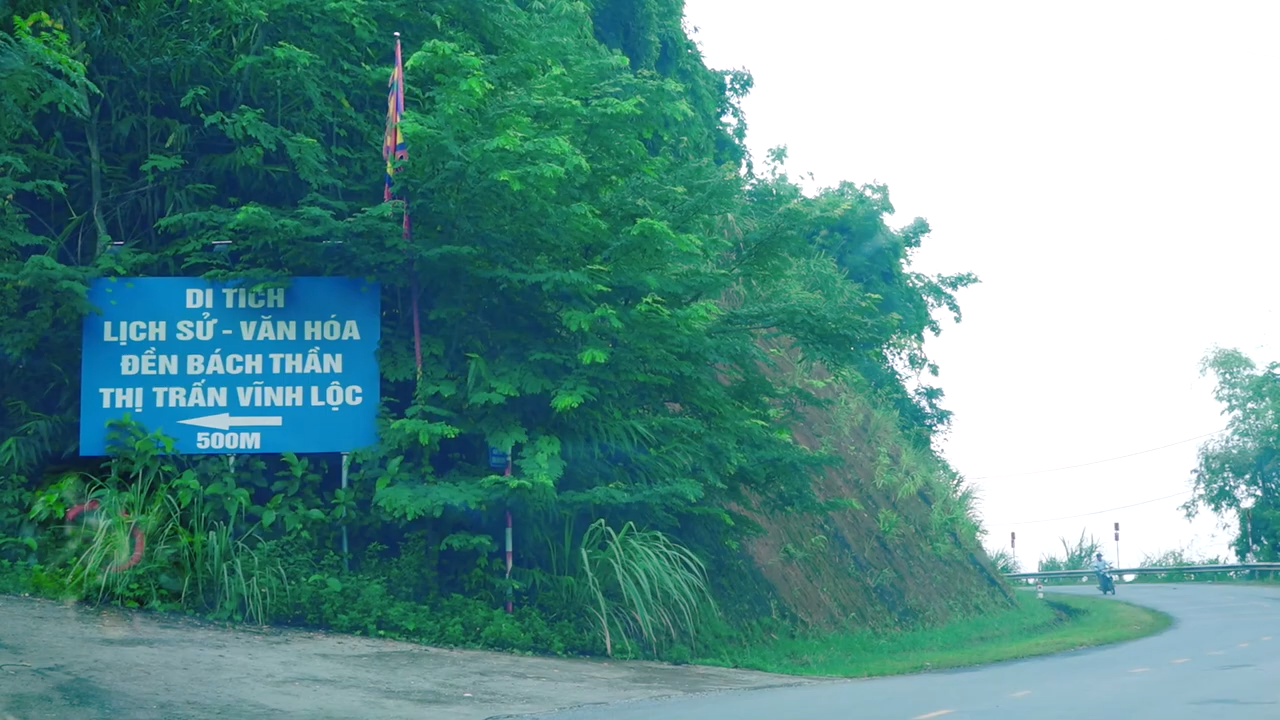 DI TÍCH
LỊCH SỬ - VĂN HÓA
ĐỀN BÁCH THẦN
THỊ TRẤN VĨNH LỘC
500M